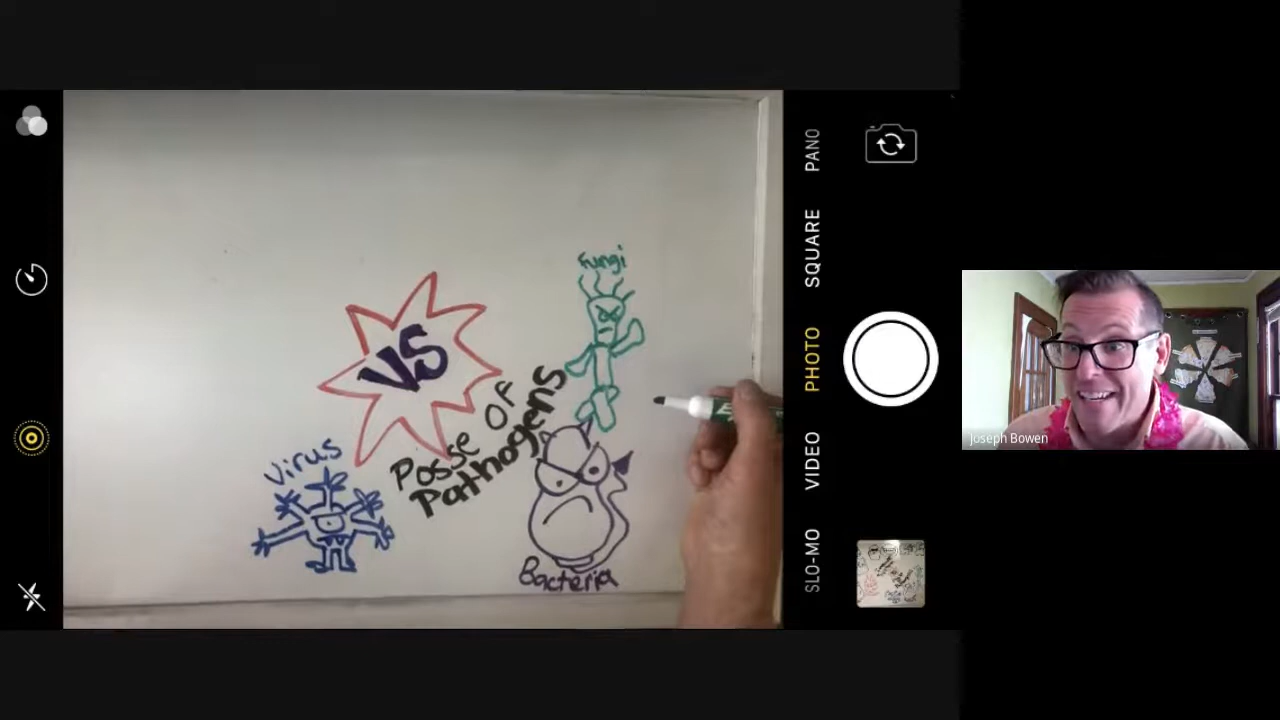 Fungi
VS
Posse OF
Pathogens
Virus
Bacteria
PANO
SQUARE
PHOTO
VIDEO
SLO-MO
Joseph Bowen